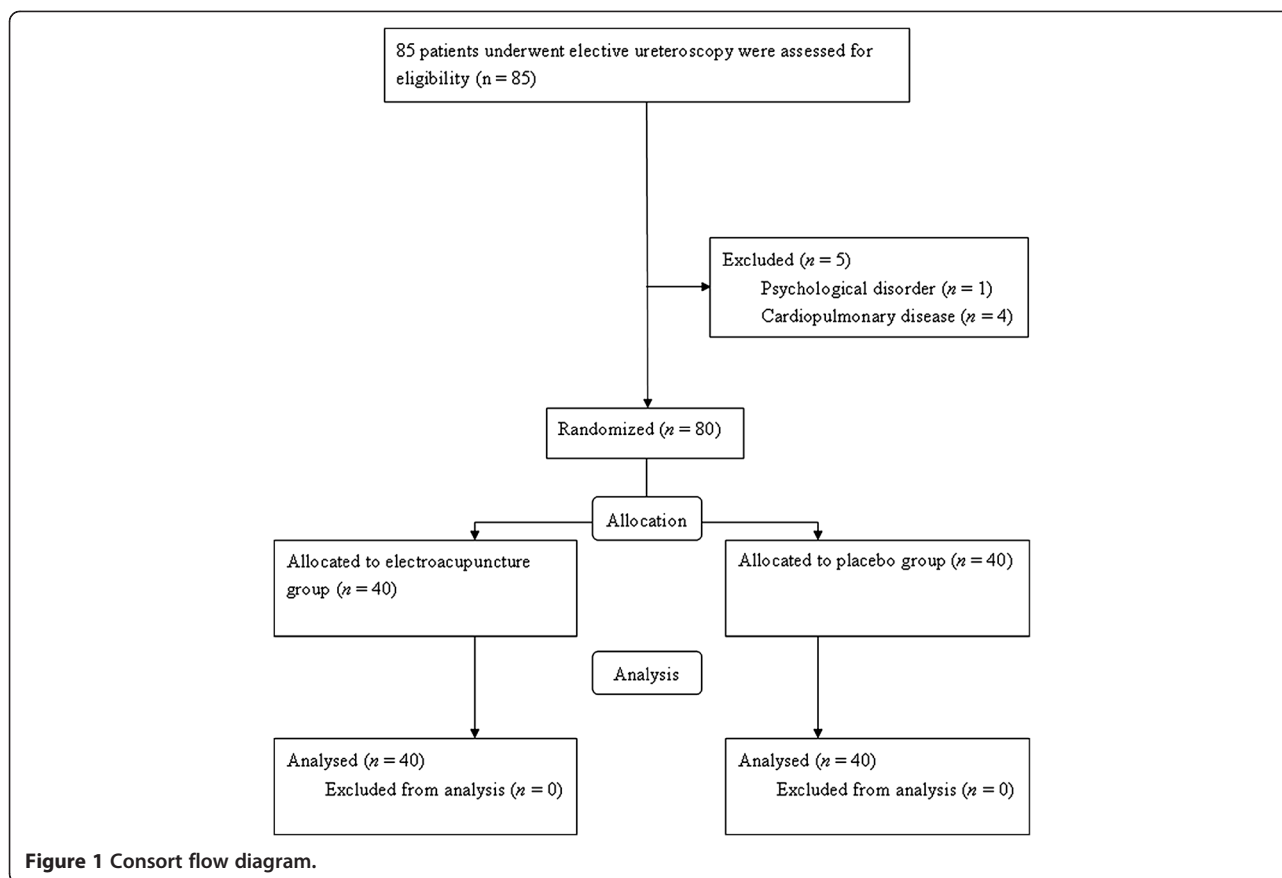 85 patients underwent elective ureteroscopy were assessed for
eligibility (n = 85)
Excluded (n = 5)
Psychological disorder (n = 1)
Cardiopulmonary disease (n = 4)
Randomized (n = 80)
Allocation
Allocated to electroacupuncture
group (n = 40)
Allocated to placebo group (n = 40)
Analysis
Analysed (n = 40)
Excluded from analysis (n = 0)
Analysed (n = 40)
Excluded from analysis (n = 0)
Figure 1 Consort flow diagram.